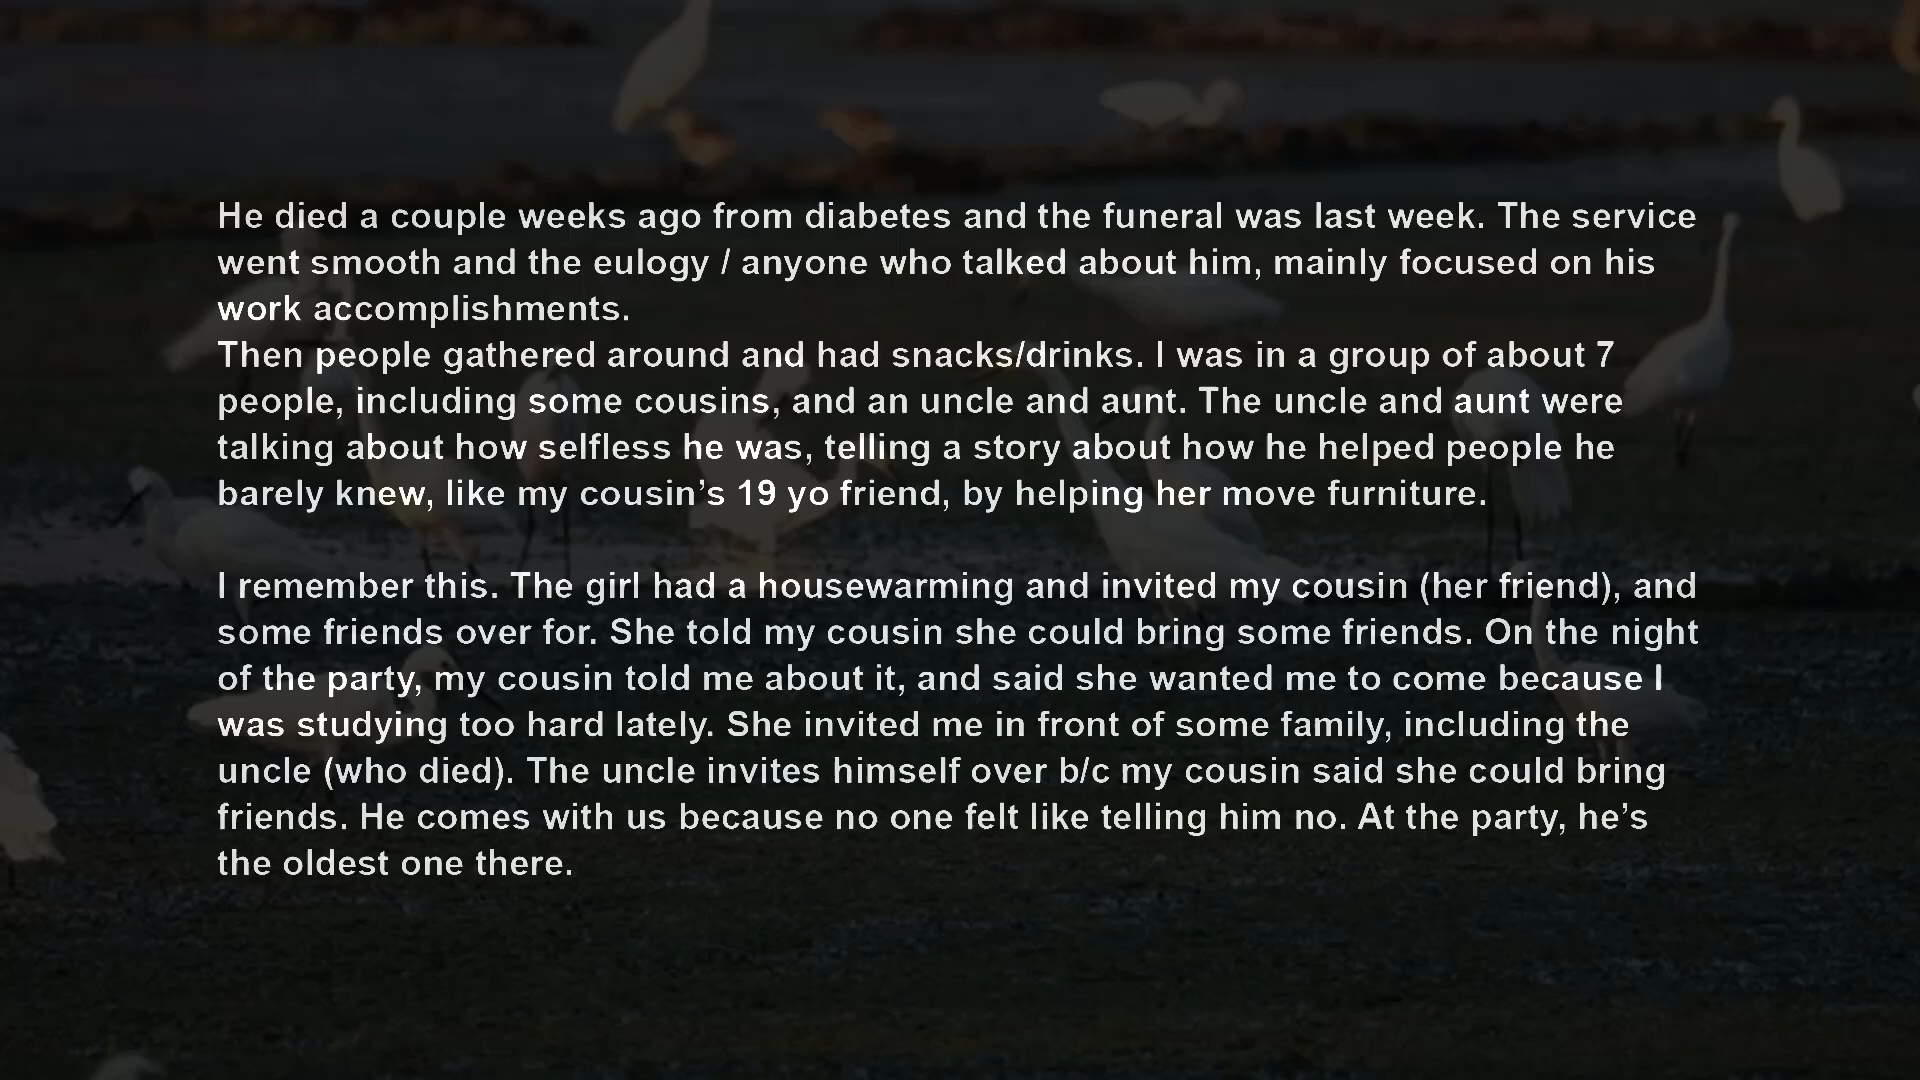 He died a couple weeks ago from diabetes and the funeral was last week. The service
went smooth and the eulogy / anyone who talked about him, mainly focused on his
work accomplishments.
Then people gathered around and had snacks/drinks. I was in a group of about 7
people, including some cousins, and an uncle and aunt. The uncle and aunt were
talking about how selfless he was, telling a story about how he helped people he
barely knew, like my cousin’s 19 yo friend, by helping her move furniture.

I remember this. The girl had a housewarming and invited my cousin (her friend), and
some friends over for. She told my cousin she could bring some friends. On the night
of the party, my cousin told me about it, and said she wanted me to come because I
was studying too hard lately. She invited me in front of some family, including the
uncle (who died). The uncle invites himself over b/c my cousin said she could bring
friends. He comes with us because no one felt like telling him no. At the party, he’s
the oldest one there.